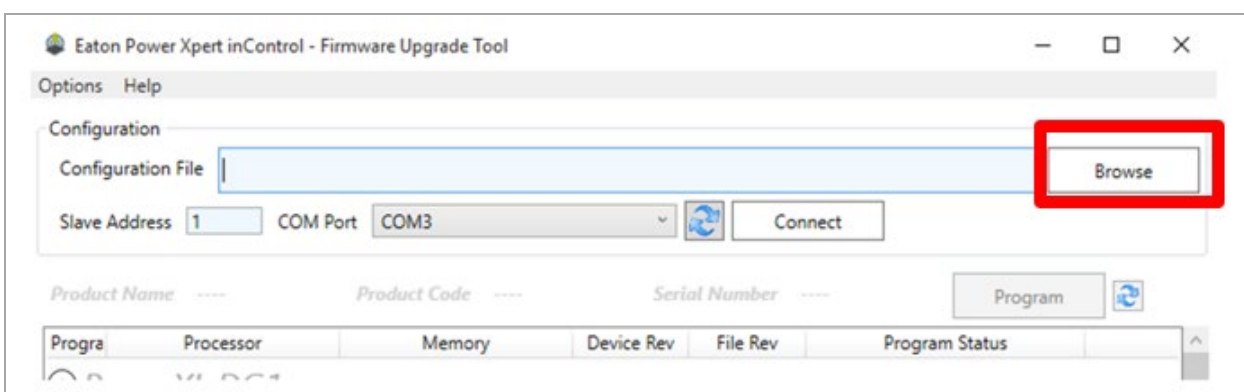 Eaton Power Xpert inControl - Firmware Upgrade Tool
Options Help
Configuration
Configuration File Browse
Slave Address 1 COM Port COM3 Connect
Product Name ---- Product Code ---- Serial Number ---- Program
Progra Processor Memory Device Rev File Rev Program Status